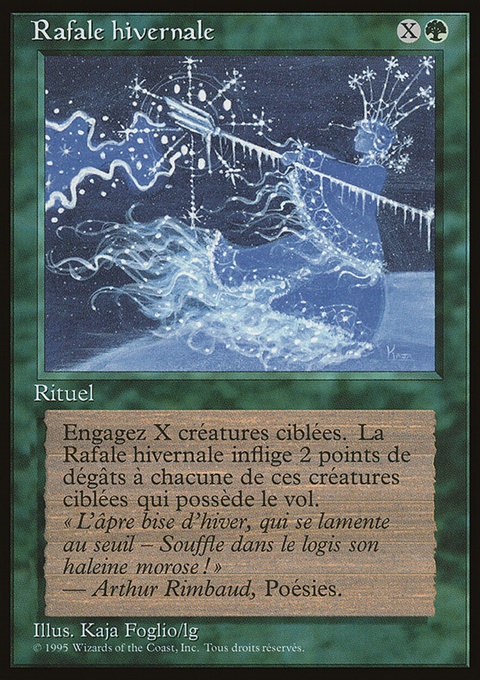 Rafale hivernale
X
Rituel
Engagez X créatures ciblées. La
Rafale hivernale inflige 2 points de
dégâts à chacune de ces créatures
ciblées qui possède le vol.
« L'âpre bise d'hiver, qui se lamente
au seuil – Souffle dans le logis son
haleine morose ! »
— Arthur Rimbaud, Poésies.
Illus. Kaja Foglio/lg
© 1995 Wizards of the Coast, Inc. Tous droits réservés.